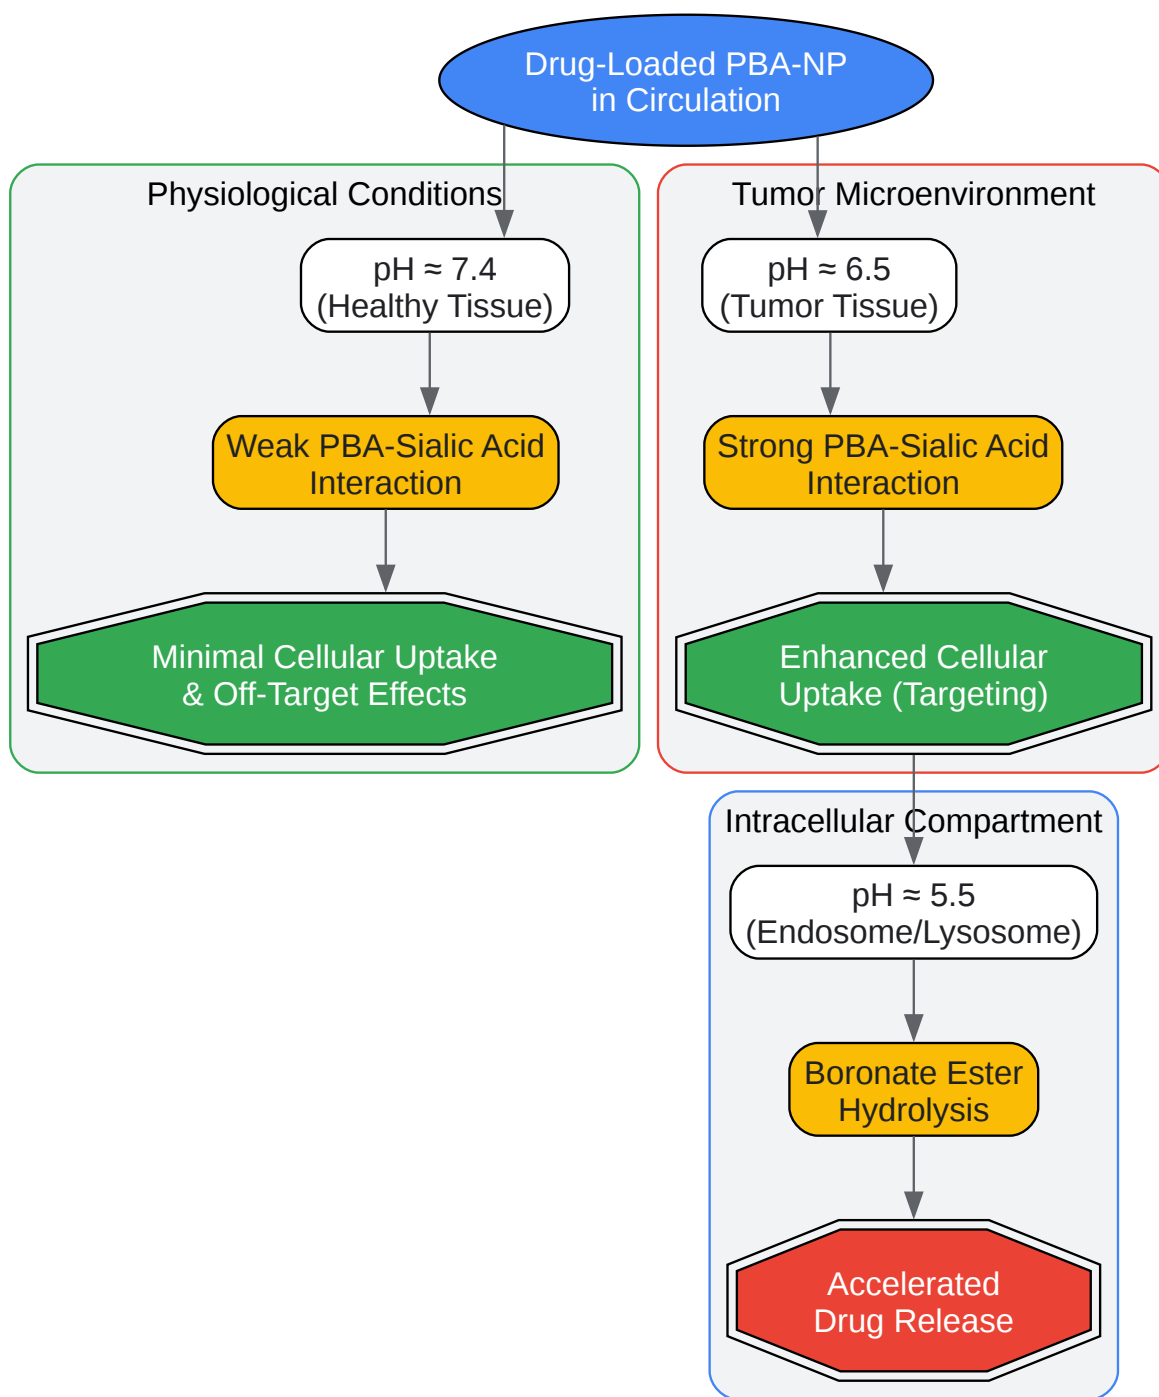 Drug-Loaded PBA-NP
in Circulation
Physiological Conditions
pH ≈ 7.4
(Healthy Tissue)
Weak PBA-Sialic Acid
Interaction
Minimal Cellular Uptake
& Off-Target Effects
Tumor Microenvironment
pH ≈ 6.5
(Tumor Tissue)
Strong PBA-Sialic Acid
Interaction
Enhanced Cellular
Uptake (Targeting)
Intracellular Compartment
pH ≈ 5.5
(Endosome/Lysosome)
Boronate Ester
Hydrolysis
Accelerated
Drug Release